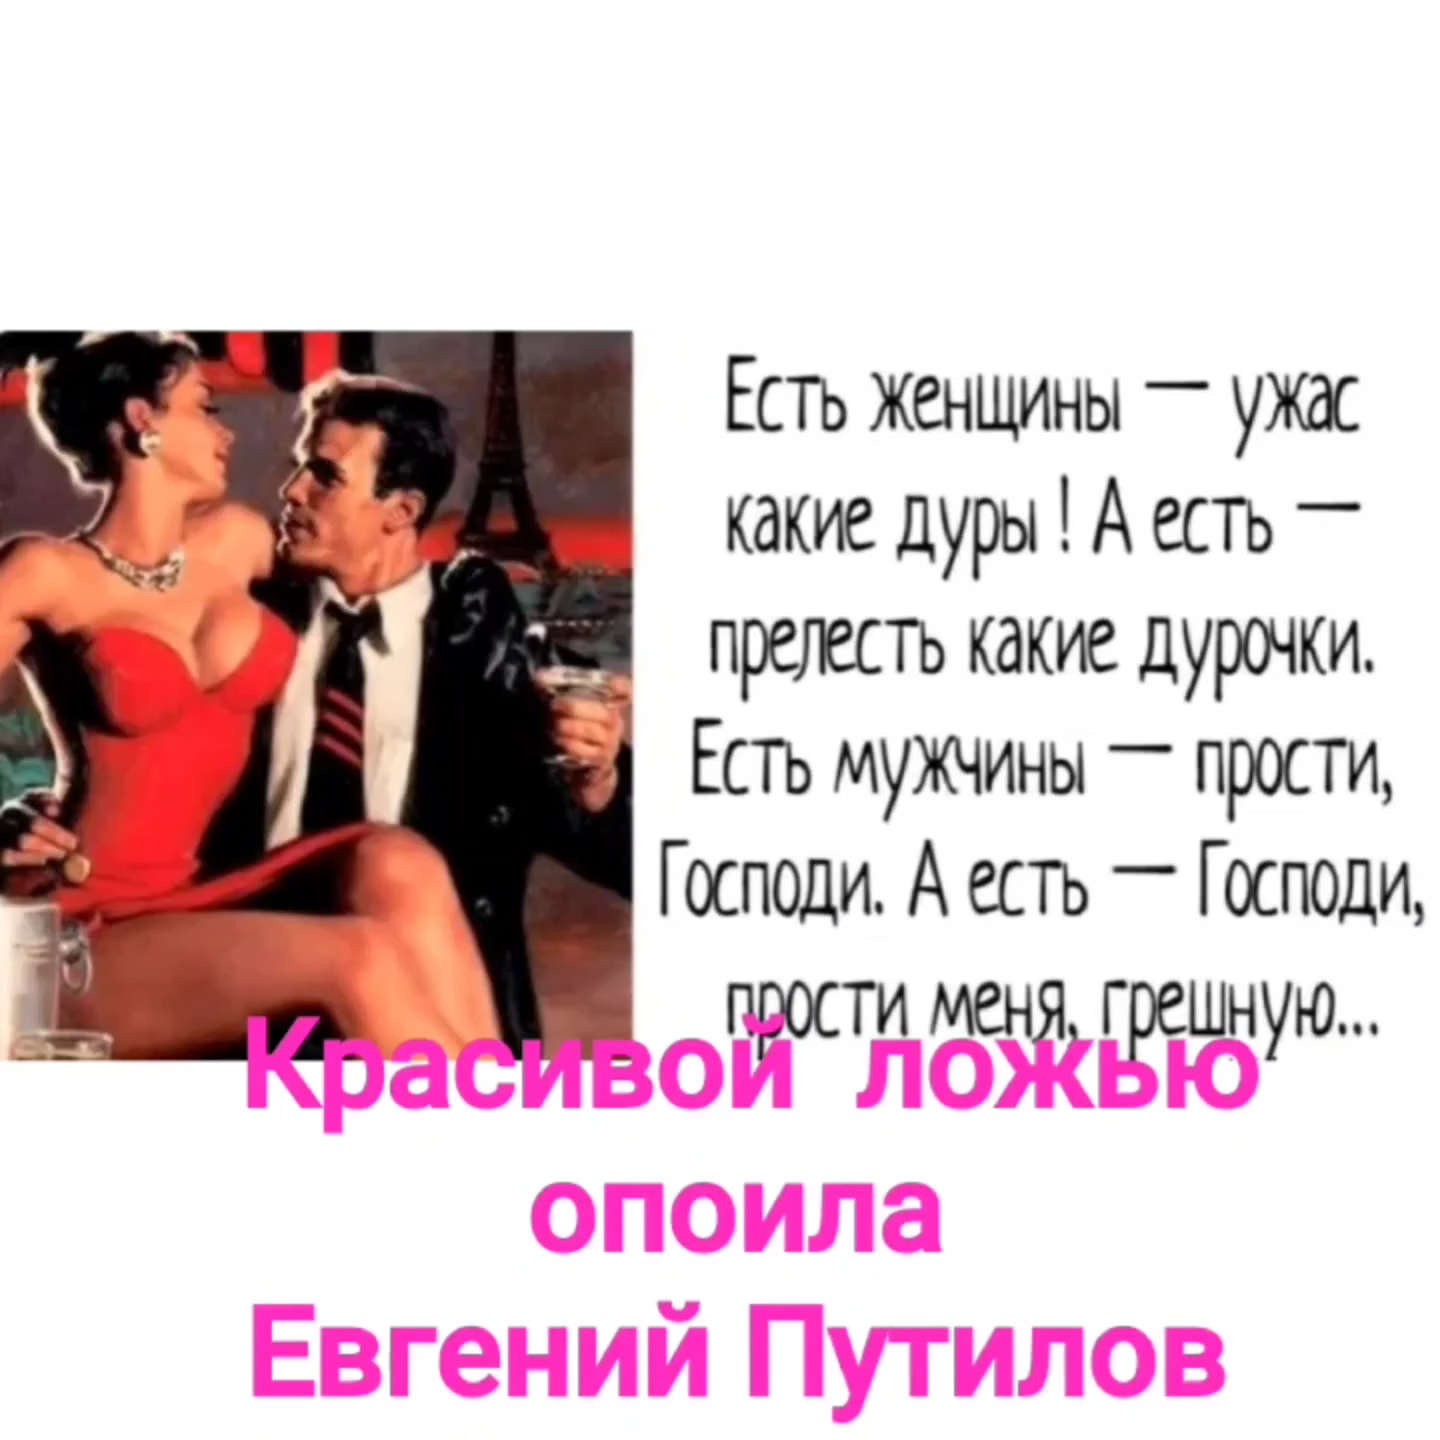 Есть женщины — ужас
какие дуры ! А есть —
прелесть какие дурочки.
Есть мужчины — прости,
Господи. А есть — Господи,
прости меня, грешную...
Красивой ложью
опоила
Евгений Путилов